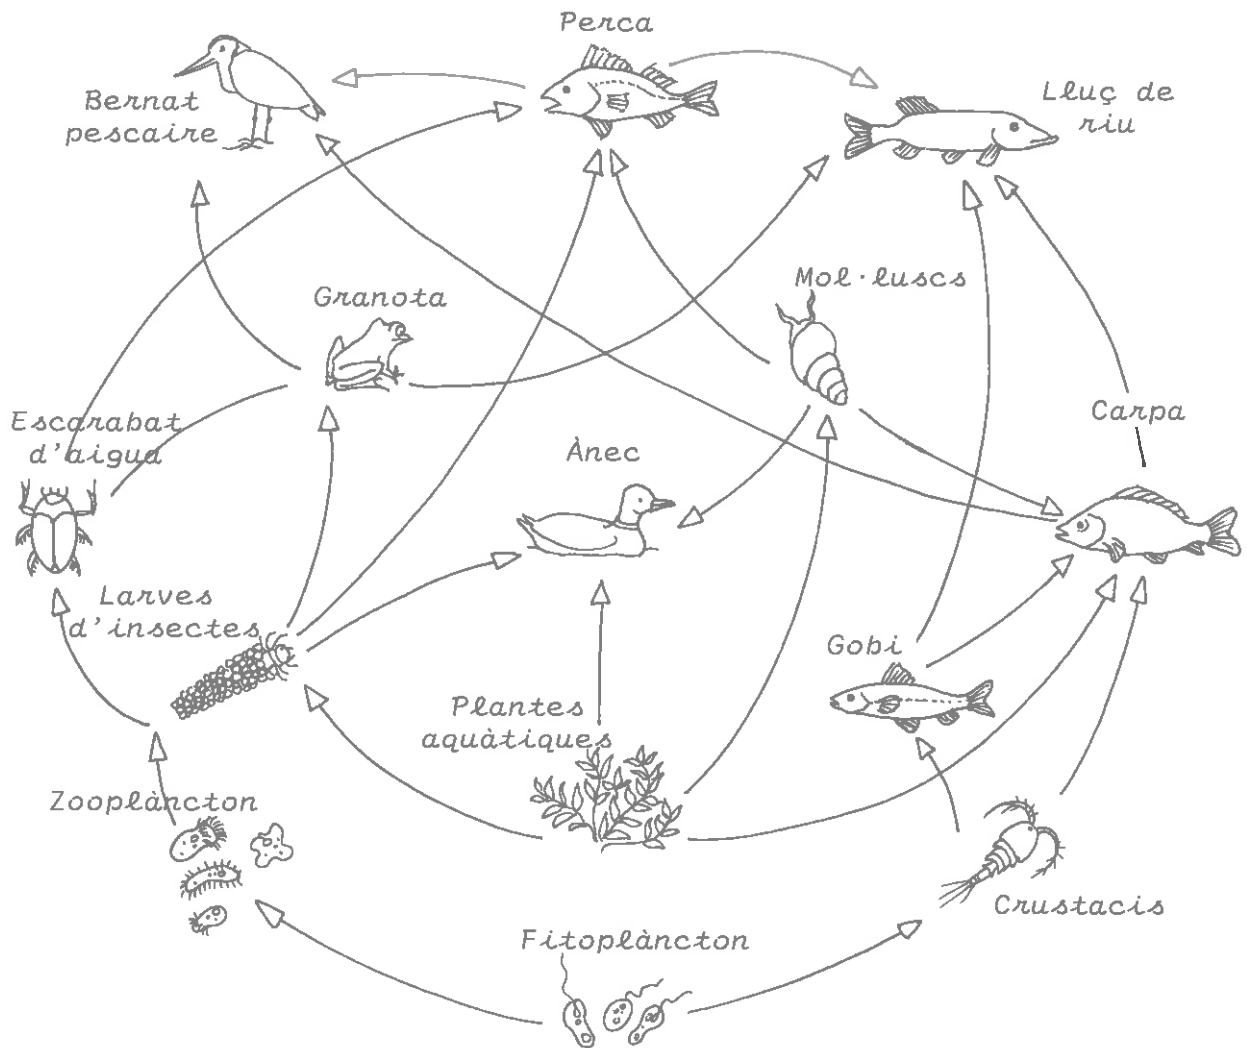 Perca
Bernat
pescaire
Lluç de
riu
Mol·luscs
Granota
Carpa
Escarabat
d'aigua
Ànec
Larves
d'insectes
Gobi
Plantes
aquàtiques
Zooplàncton
Crustacis
Fitoplàncton